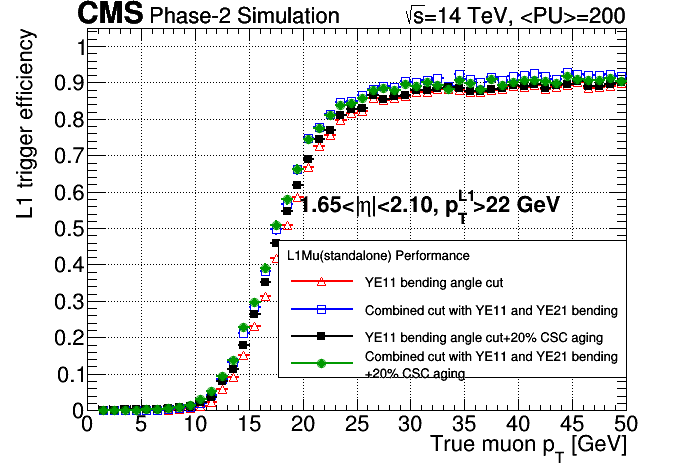 CMS Phase-2 Simulation √s=14 TeV, <PU>=200
L1 trigger efficiency
1
0.9
0.8
0.7
0.6
0.5
0.4
0.3
0.2
0.1
0
1.65<|η|<2.10, p_T^L1>22 GeV
L1Mu(standalone) Performance
YE11 bending angle cut
Combined cut with YE11 and YE21 bending
YE11 bending angle cut+20% CSC aging
Combined cut with YE11 and YE21 bending
+20% CSC aging
0 5 10 15 20 25 30 35 40 45 50
True muon p_T [GeV]